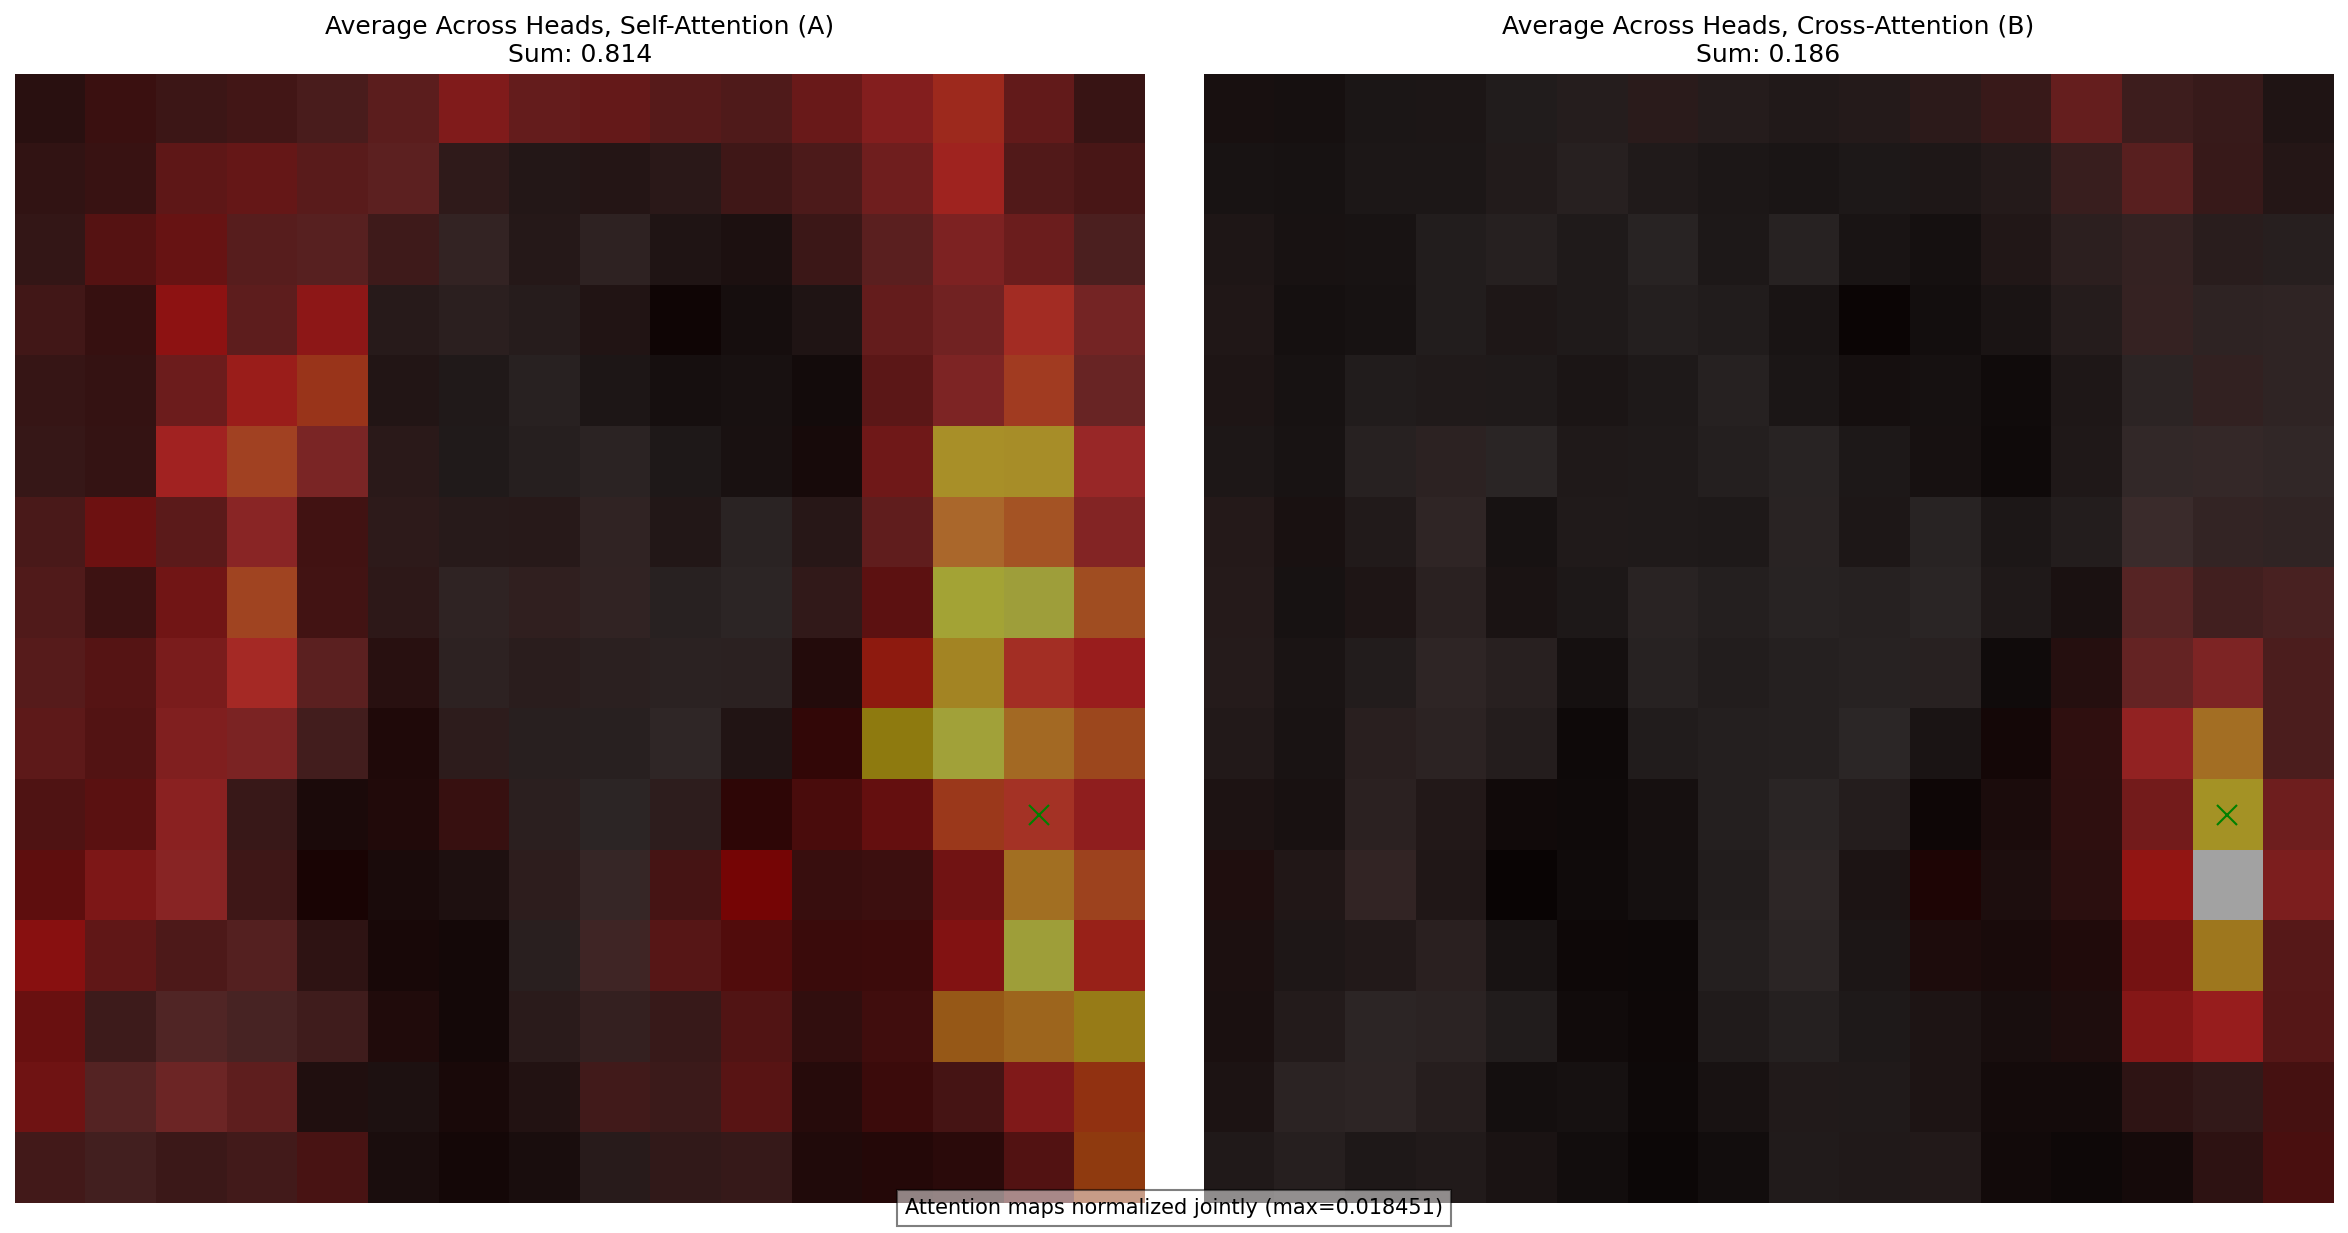 Average Across Heads, Self-Attention (A)
Sum: 0.814
Average Across Heads, Cross-Attention (B)
Sum: 0.186
Attention maps normalized jointly (max=0.018451)